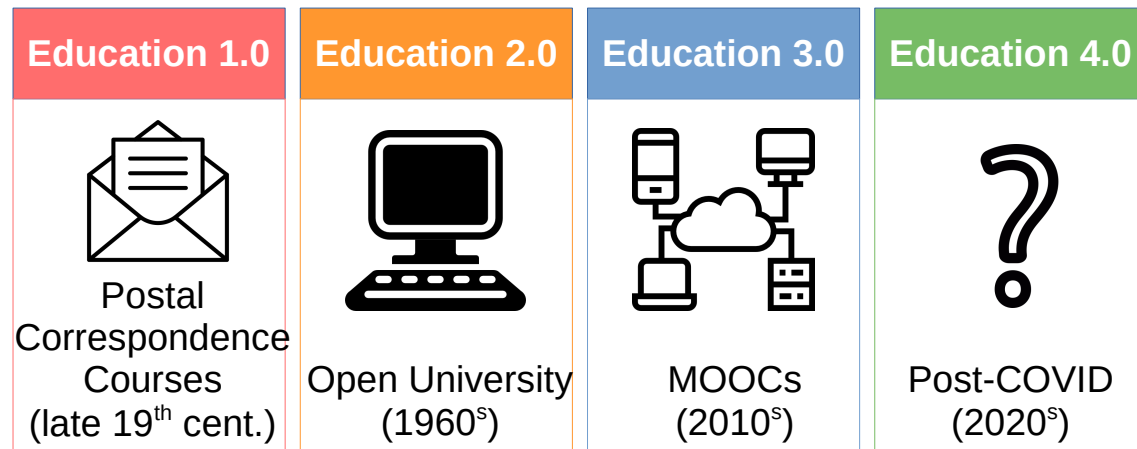 Education 1.0
Postal
Correspondence
Courses
(late 19th cent.)
Education 2.0
Open University
(1960s)
Education 3.0
MOOCs
(2010s)
Education 4.0
Post-COVID
(2020s)